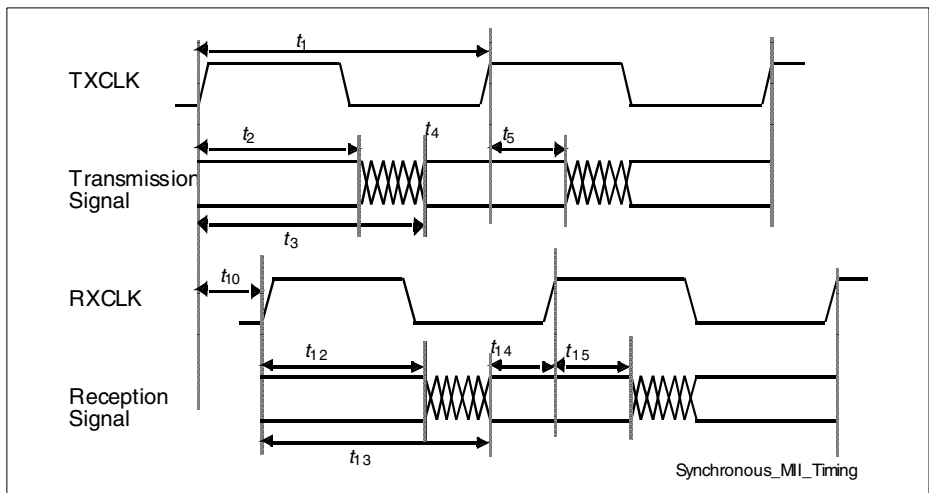 t1
TXCLK
t2
t4
t5
Transmission
Signal
t3
t10
RXCLK
t12
t14
t15
Reception
Signal
t13
Synchronous_MII_Timing